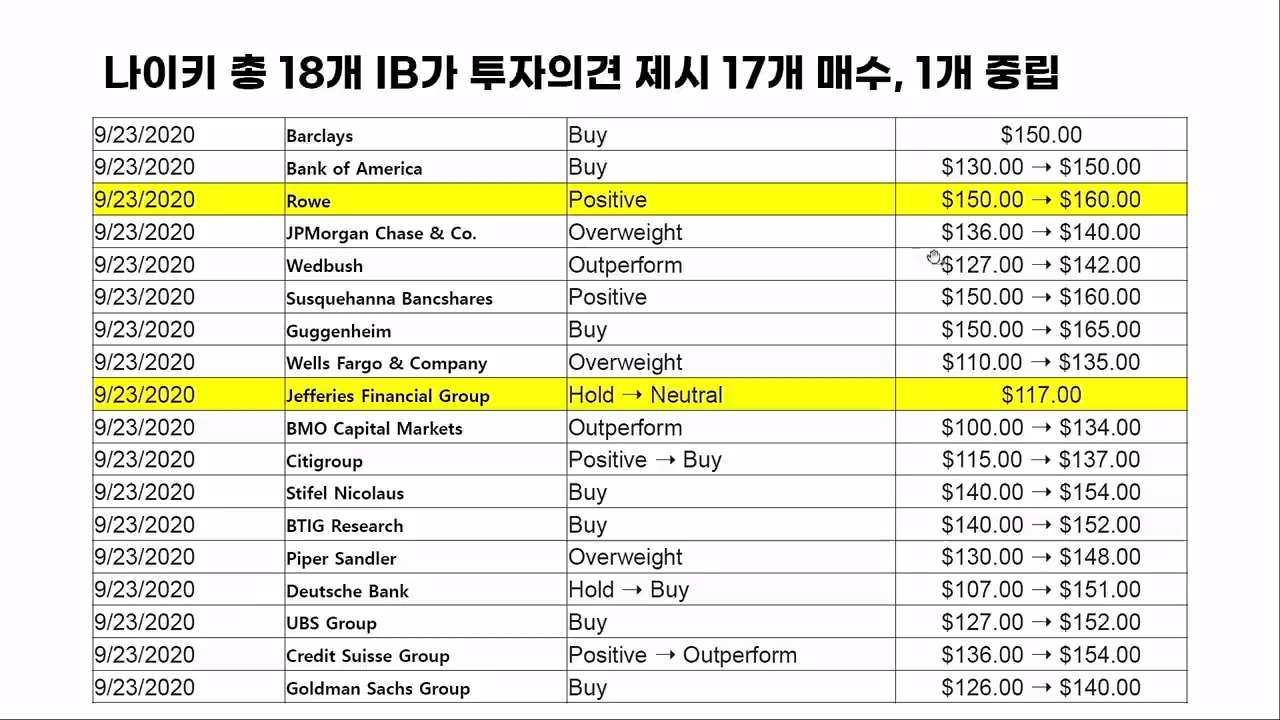 나이키 총 18개 IB가 투자의견 제시 17개 매수, 1개 중립
9/23/2020 Barclays Buy $150.00
9/23/2020 Bank of America Buy $130.00 → $150.00
9/23/2020 Rowe Positive $150.00 → $160.00
9/23/2020 JPMorgan Chase & Co. Overweight $136.00 → $140.00
9/23/2020 Wedbush Outperform $127.00 → $142.00
9/23/2020 Susquehanna Bancshares Positive $150.00 → $160.00
9/23/2020 Guggenheim Buy $150.00 → $165.00
9/23/2020 Wells Fargo & Company Overweight $110.00 → $135.00
9/23/2020 Jefferies Financial Group Hold → Neutral $117.00
9/23/2020 BMO Capital Markets Outperform $100.00 → $134.00
9/23/2020 Citigroup Positive → Buy $115.00 → $137.00
9/23/2020 Stifel Nicolaus Buy $140.00 → $154.00
9/23/2020 BTIG Research Buy $140.00 → $152.00
9/23/2020 Piper Sandler Overweight $130.00 → $148.00
9/23/2020 Deutsche Bank Hold → Buy $107.00 → $151.00
9/23/2020 UBS Group Buy $127.00 → $152.00
9/23/2020 Credit Suisse Group Positive → Outperform $136.00 → $154.00
9/23/2020 Goldman Sachs Group Buy $126.00 → $140.00